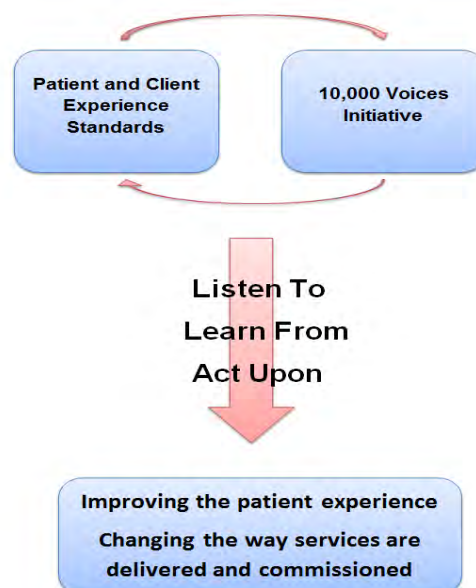 Patient and Client
Experience
Standards
10,000 Voices
Initiative
Listen To
Learn From
Act Upon
Improving the patient experience
Changing the way services are
delivered and commissioned